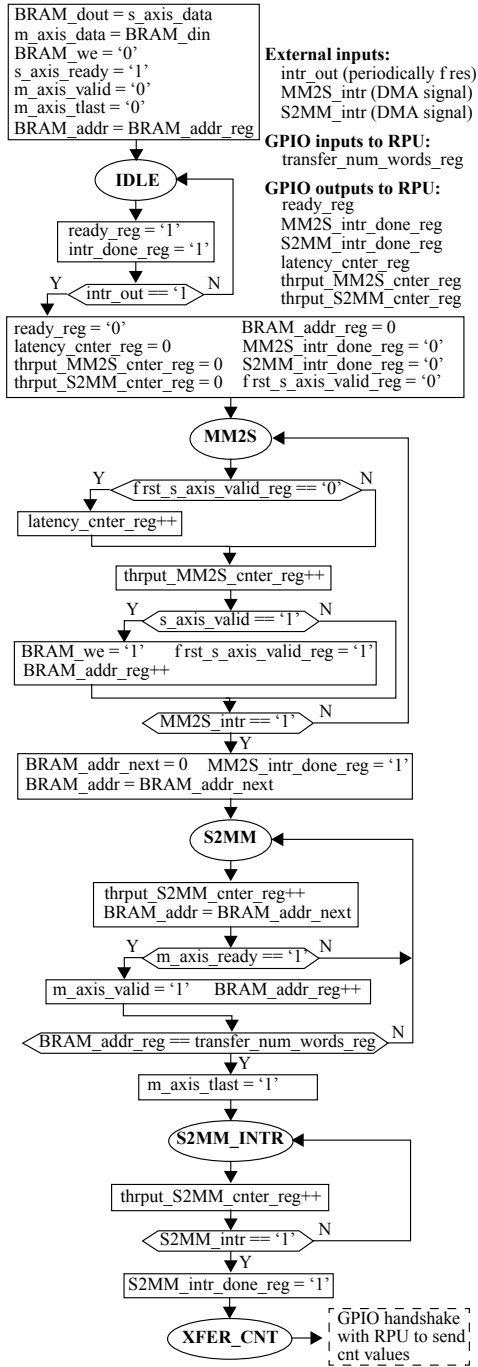 BRAM_dout = s_axis_data
m_axis_data = BRAM_din
BRAM_we = ‘0’
s_axis_ready = ‘1’
m_axis_valid = ‘0’
m_axis_tlast = ‘0’
BRAM_addr = BRAM_addr_reg
External inputs:
intr_out (periodically f res)
MM2S_intr (DMA signal)
S2MM_intr (DMA signal)
GPIO inputs to RPU:
transfer_num_words_reg
GPIO outputs to RPU:
ready_reg
MM2S_intr_done_reg
S2MM_intr_done_reg
latency_cnter_reg
thrput_MM2S_cnter_reg
thrput_S2MM_cnter_reg
IDLE
ready_reg = ‘1’
intr_done_reg = ‘1’
Y
N
intr_out == ‘1
ready_reg = ‘0’ BRAM_addr_reg = 0
latency_cnter_reg = 0 MM2S_intr_done_reg = ‘0’
thrput_MM2S_cnter_reg = 0 S2MM_intr_done_reg = ‘0’
thrput_S2MM_cnter_reg = 0 f rst_s_axis_valid_reg = ‘0’
MM2S
Y
N
f rst_s_axis_valid_reg == ‘0’
latency_cnter_reg++
thrput_MM2S_cnter_reg++
Y
s_axis_valid == ‘1’
N
BRAM_we = ‘1’ f rst_s_axis_valid_reg = ‘1’
BRAM_addr_reg++
MM2S_intr == ‘1’
N
Y
BRAM_addr_next = 0 MM2S_intr_done_reg = ‘1’
BRAM_addr = BRAM_addr_next
S2MM
thrput_S2MM_cnter_reg++
BRAM_addr = BRAM_addr_next
Y
m_axis_ready == ‘1’
N
m_axis_valid = ‘1’ BRAM_addr_reg++
BRAM_addr_reg == transfer_num_words_reg
N
Y
m_axis_tlast = ‘1’
S2MM_INTR
thrput_S2MM_cnter_reg++
S2MM_intr == ‘1’
N
Y
S2MM_intr_done_reg = ‘1’
XFER_CNT
GPIO handshake
with RPU to send
cnt values